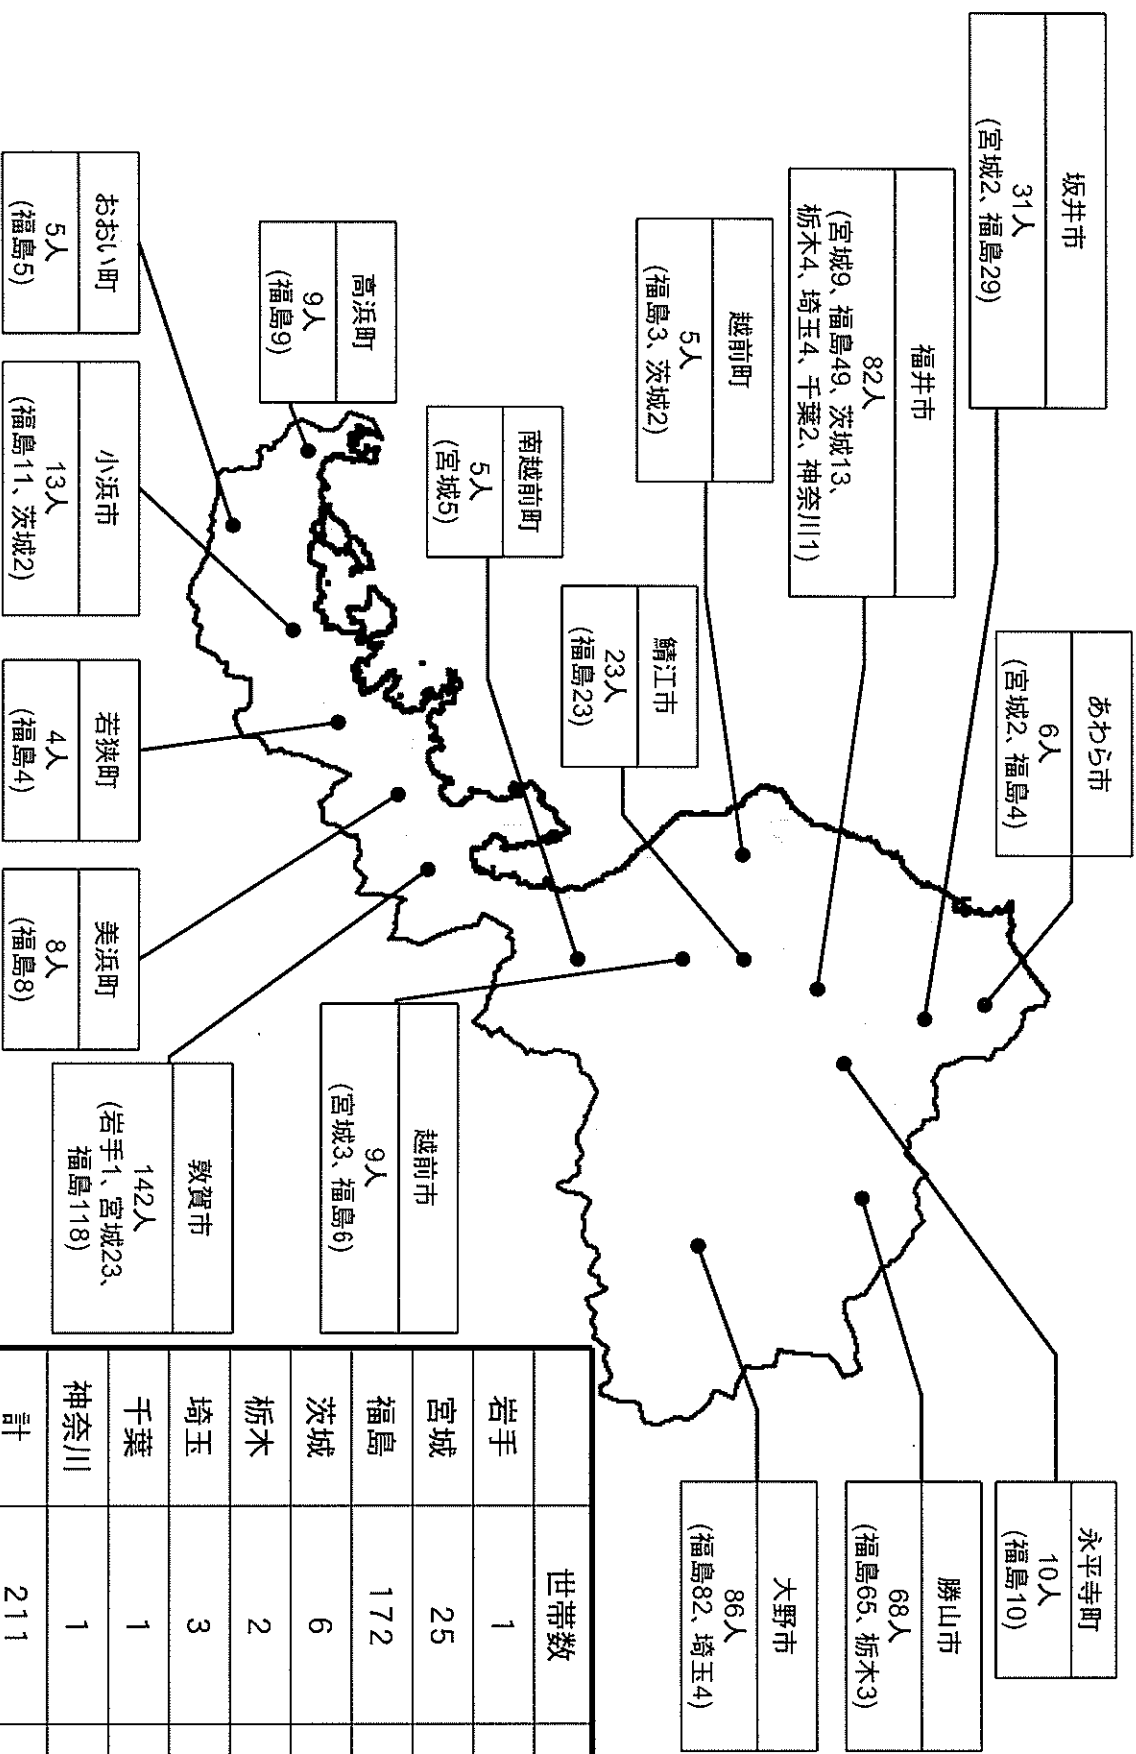 坂井市
31人
(宮城2、福島29)
あわら市
6人
(宮城2、福島4)
永平寺町
10人
(福島10)
福井市
82人
(宮城9、福島49、茨城13、
栃木4、埼玉4、千葉2、神奈川1)
勝山市
68人
(福島65、栃木3)
越前町
5人
(福島3、茨城2)
鯖江市
23人
(福島23)
大野市
86人
(福島82、埼玉4)
南越前町
5人
(宮城5)
高浜町
9人
(福島9)
越前市
9人
(宮城3、福島6)
敦賀市
142人
(岩手1、宮城23、
福島118)
おおい町
5人
(福島5)
小浜市
13人
(福島11、茨城2)
若狭町
4人
(福島4)
美浜町
8人
(福島8)
世帯数
岩手 1
宮城 25
福島 172
茨城 6
栃木 2
埼玉 3
千葉 1
神奈川 1
計 211